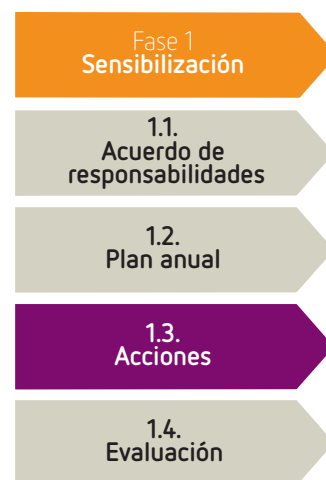 Fase 1
Sensibilización
1.1.
Acuerdo de
responsabilidades
1.2.
Plan anual
1.3.
Acciones
1.4.
Evaluación